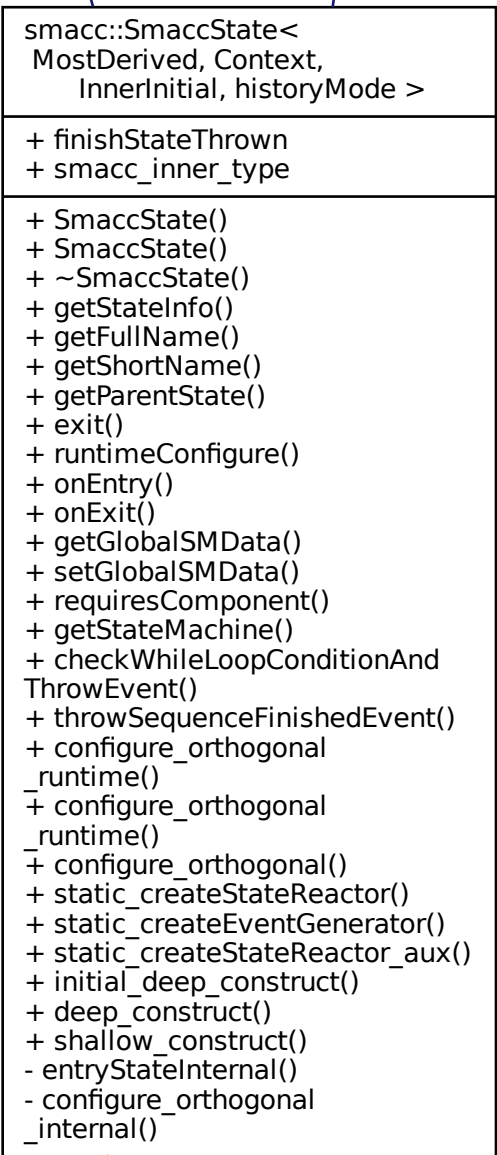 smacc::SmaccState<
MostDerived, Context,
InnerInitial, historyMode >
+ finishStateThrown
+ smacc_inner_type
+ SmaccState()
+ SmaccState()
+ ~SmaccState()
+ getStateInfo()
+ getFullName()
+ getShortName()
+ getParentState()
+ exit()
+ runtimeConfigure()
+ onEntry()
+ onExit()
+ getGlobalSMData()
+ setGlobalSMData()
+ requiresComponent()
+ getStateMachine()
+ checkWhileLoopConditionAnd
ThrowEvent()
+ throwSequenceFinishedEvent()
+ configure_orthogonal
_runtime()
+ configure_orthogonal
_runtime()
+ configure_orthogonal()
+ static_createStateReactor()
+ static_createEventGenerator()
+ static_createStateReactor_aux()
+ initial_deep_construct()
+ deep_construct()
+ shallow_construct()
- entryStateInternal()
- configure_orthogonal
_internal()